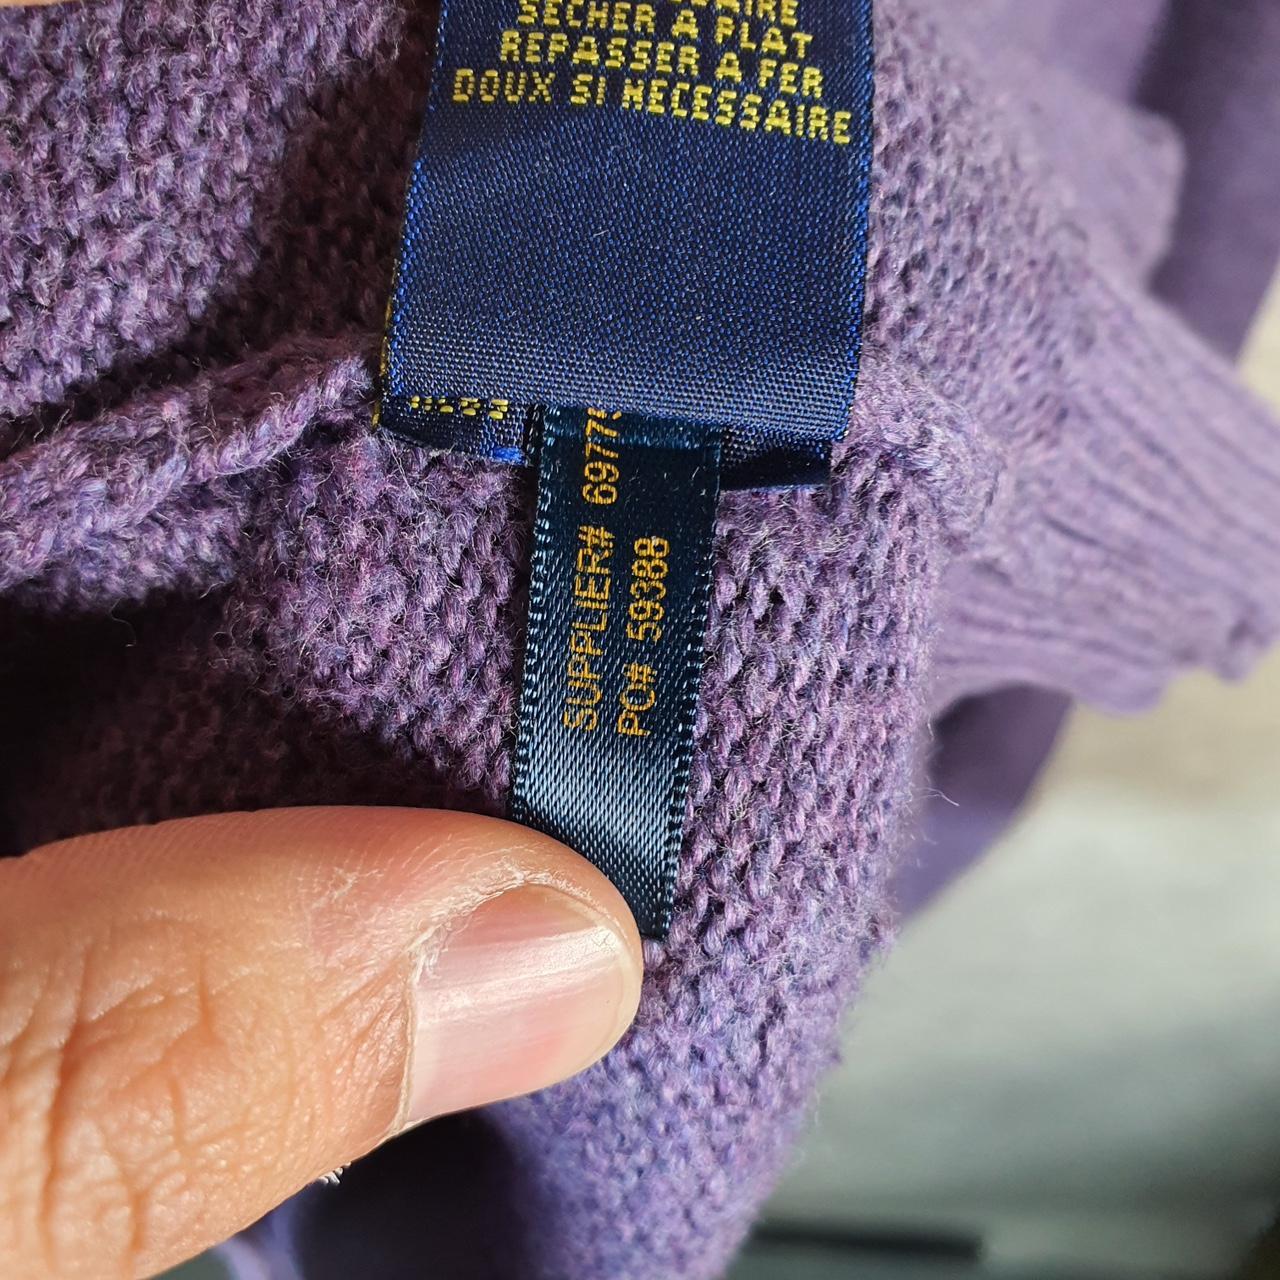 SECHER A PLAT
REPASSER A FER
DOUX SI NECESSAIRE
SUPPLIER# 6977
PO# 59388